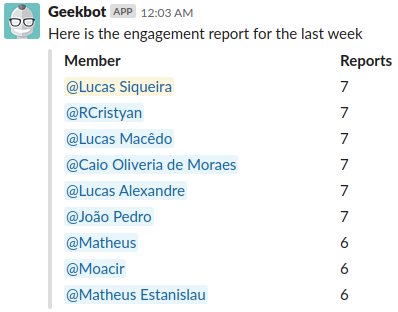 Geekbot APP 12:03 AM
Here is the engagement report for the last week
Member Reports
@Lucas Siqueira 7
@RCristyan 7
@Lucas Macêdo 7
@Caio Oliveria de Moraes 7
@Lucas Alexandre 7
@João Pedro 7
@Matheus 6
@Moacir 6
@Matheus Estanislau 6